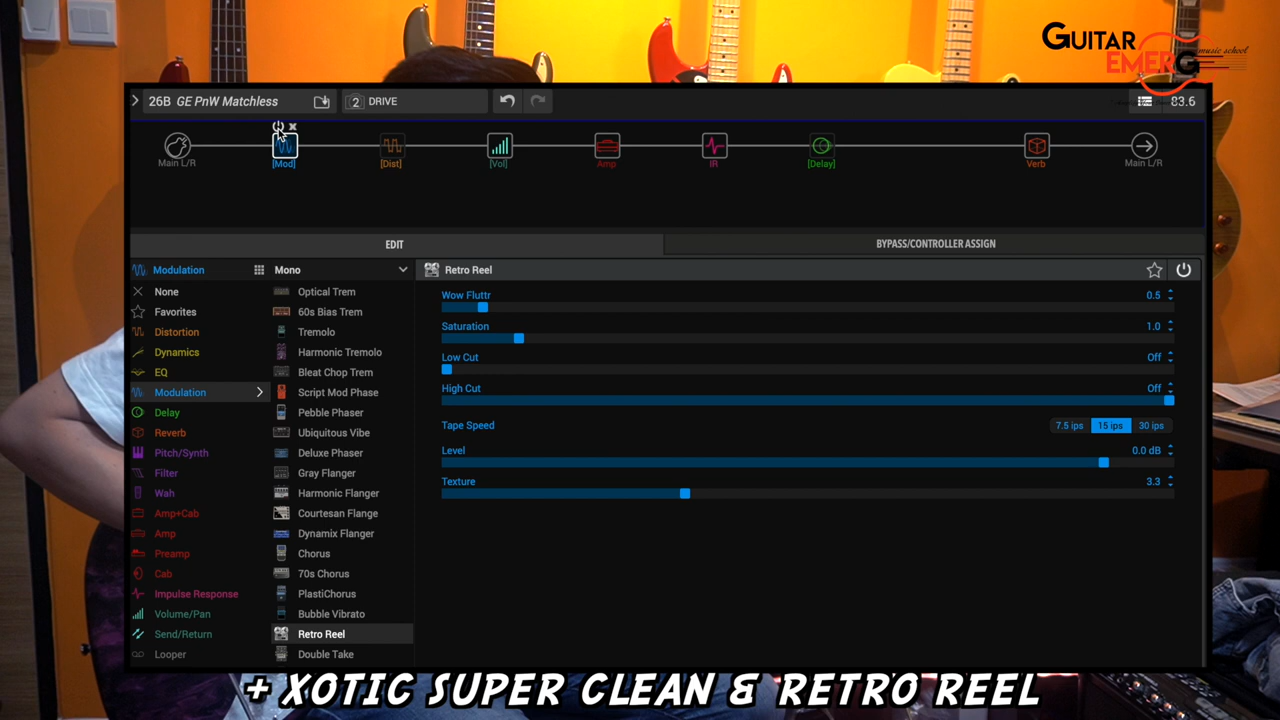 GUITAR
EMERG
music school
26B GE PnW Matchless
2 DRIVE
83.6
Main L/R
[Mod]
[Dist]
[Vol]
Amp
IR
[Delay]
Verb
Main L/R
EDIT
BYPASS/CONTROLLER ASSIGN
Modulation
Mono
Retro Reel
None
Favorites
Distortion
Dynamics
EQ
Modulation
Delay
Reverb
Pitch/Synth
Filter
Wah
Amp+Cab
Amp
Preamp
Cab
Impulse Response
Volume/Pan
Send/Return
Looper
Optical Trem
60s Bias Trem
Tremolo
Harmonic Tremolo
Bleat Chop Trem
Script Mod Phase
Pebble Phaser
Ubiquitous Vibe
Deluxe Phaser
Gray Flanger
Harmonic Flanger
Courtesan Flange
Dynamix Flanger
Chorus
70s Chorus
PlastiChorus
Bubble Vibrato
Retro Reel
Double Take
Wow Fluttr 0.5
Saturation 1.0
Low Cut Off
High Cut Off
Tape Speed 7.5 ips 15 ips 30 ips
Level 0.0 dB
Texture 3.3
+ XOTIC SUPER CLEAN & RETRO REEL